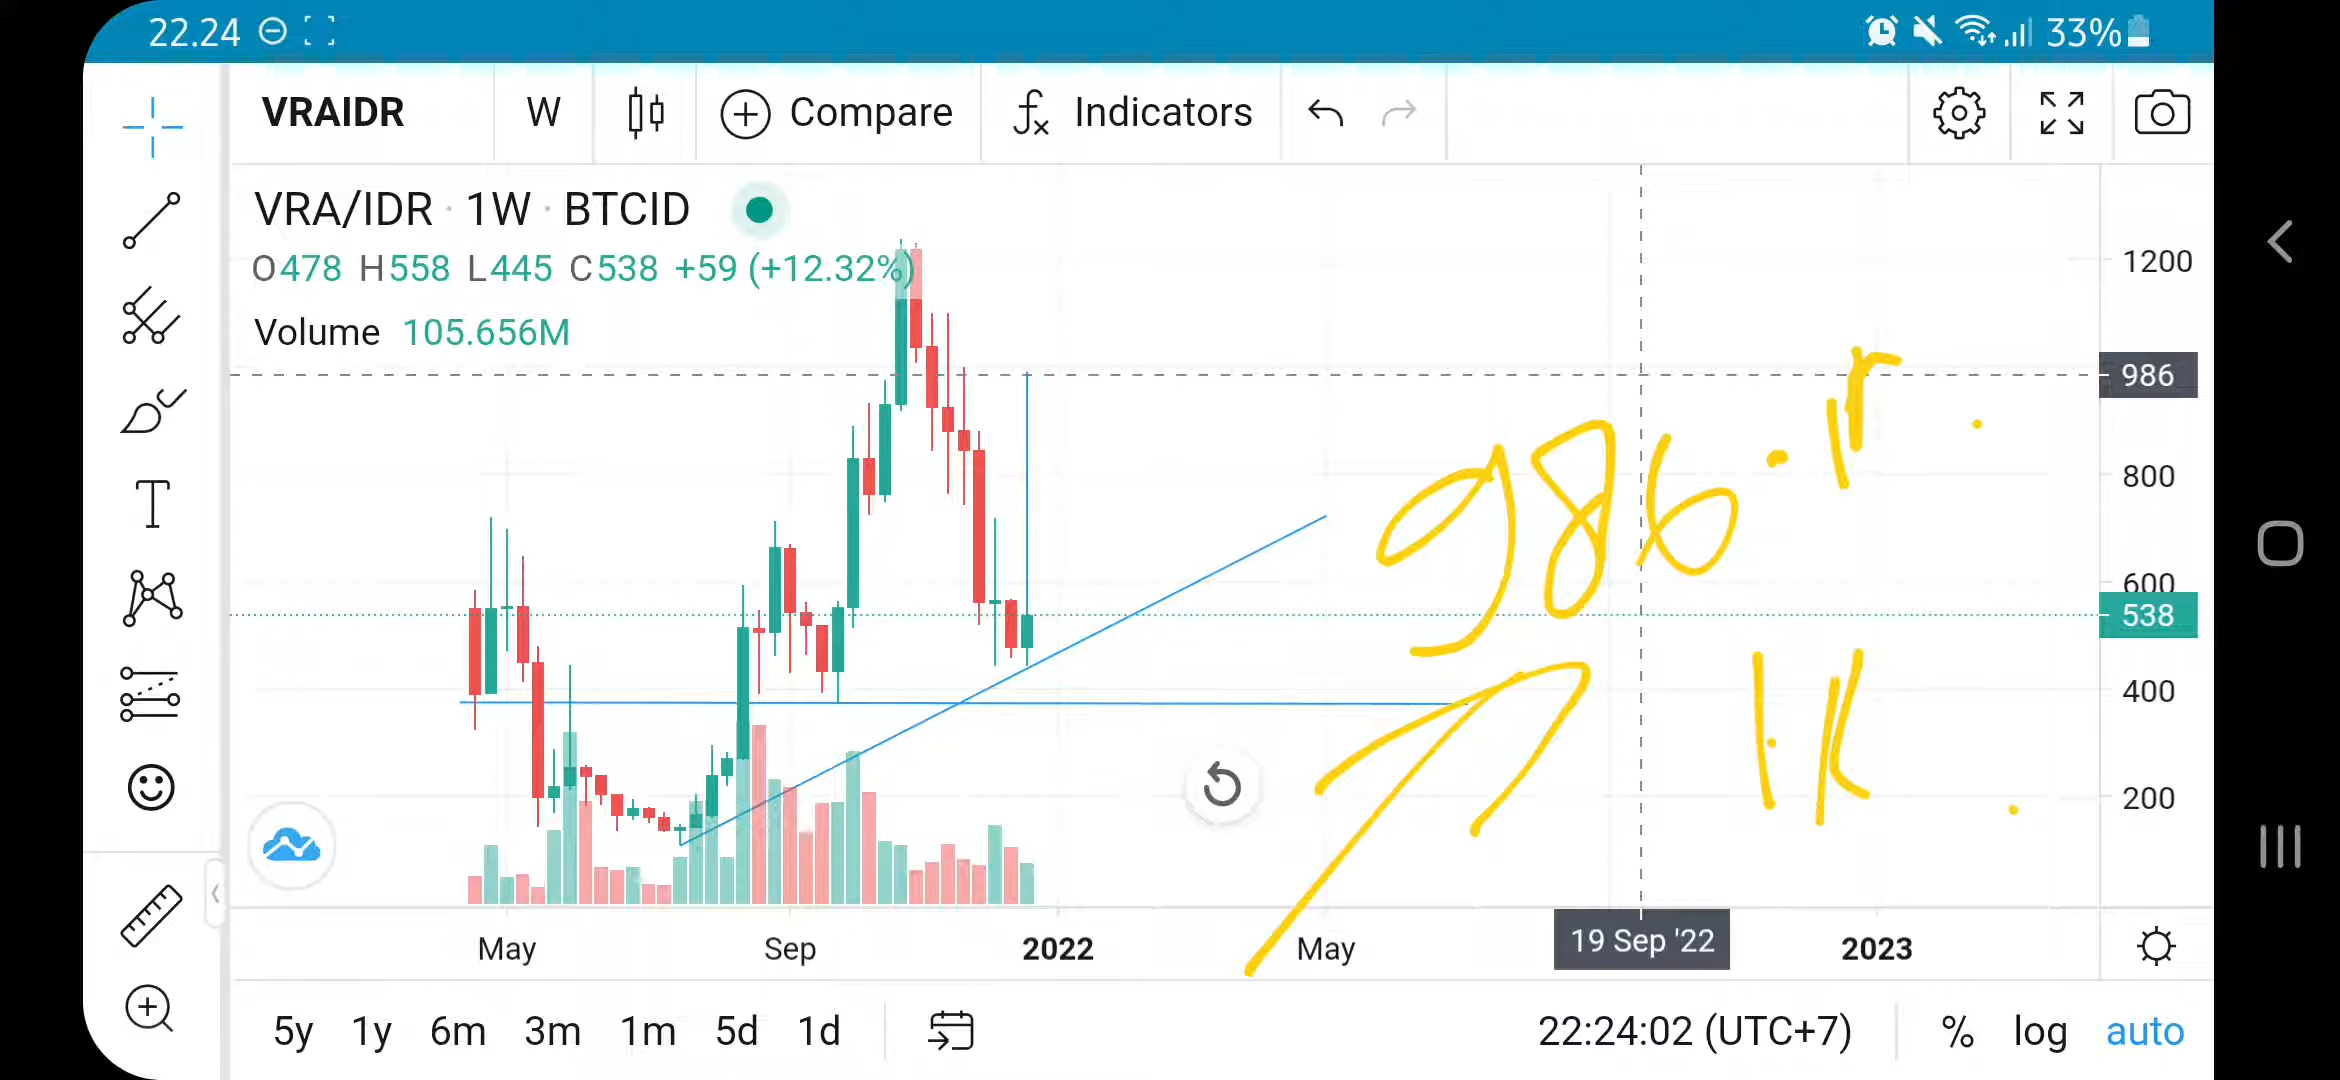 22.24 33%
VRAIDR W Compare fx Indicators
VRA/IDR · 1W · BTCID
O478 H558 L445 C538 +59 (+12.32%)
Volume 105.656M
1200
986
800
600
538
400
200
986
1K
May Sep 2022 May 19 Sep '22 2023
5y 1y 6m 3m 1m 5d 1d 22:24:02 (UTC+7) % log auto